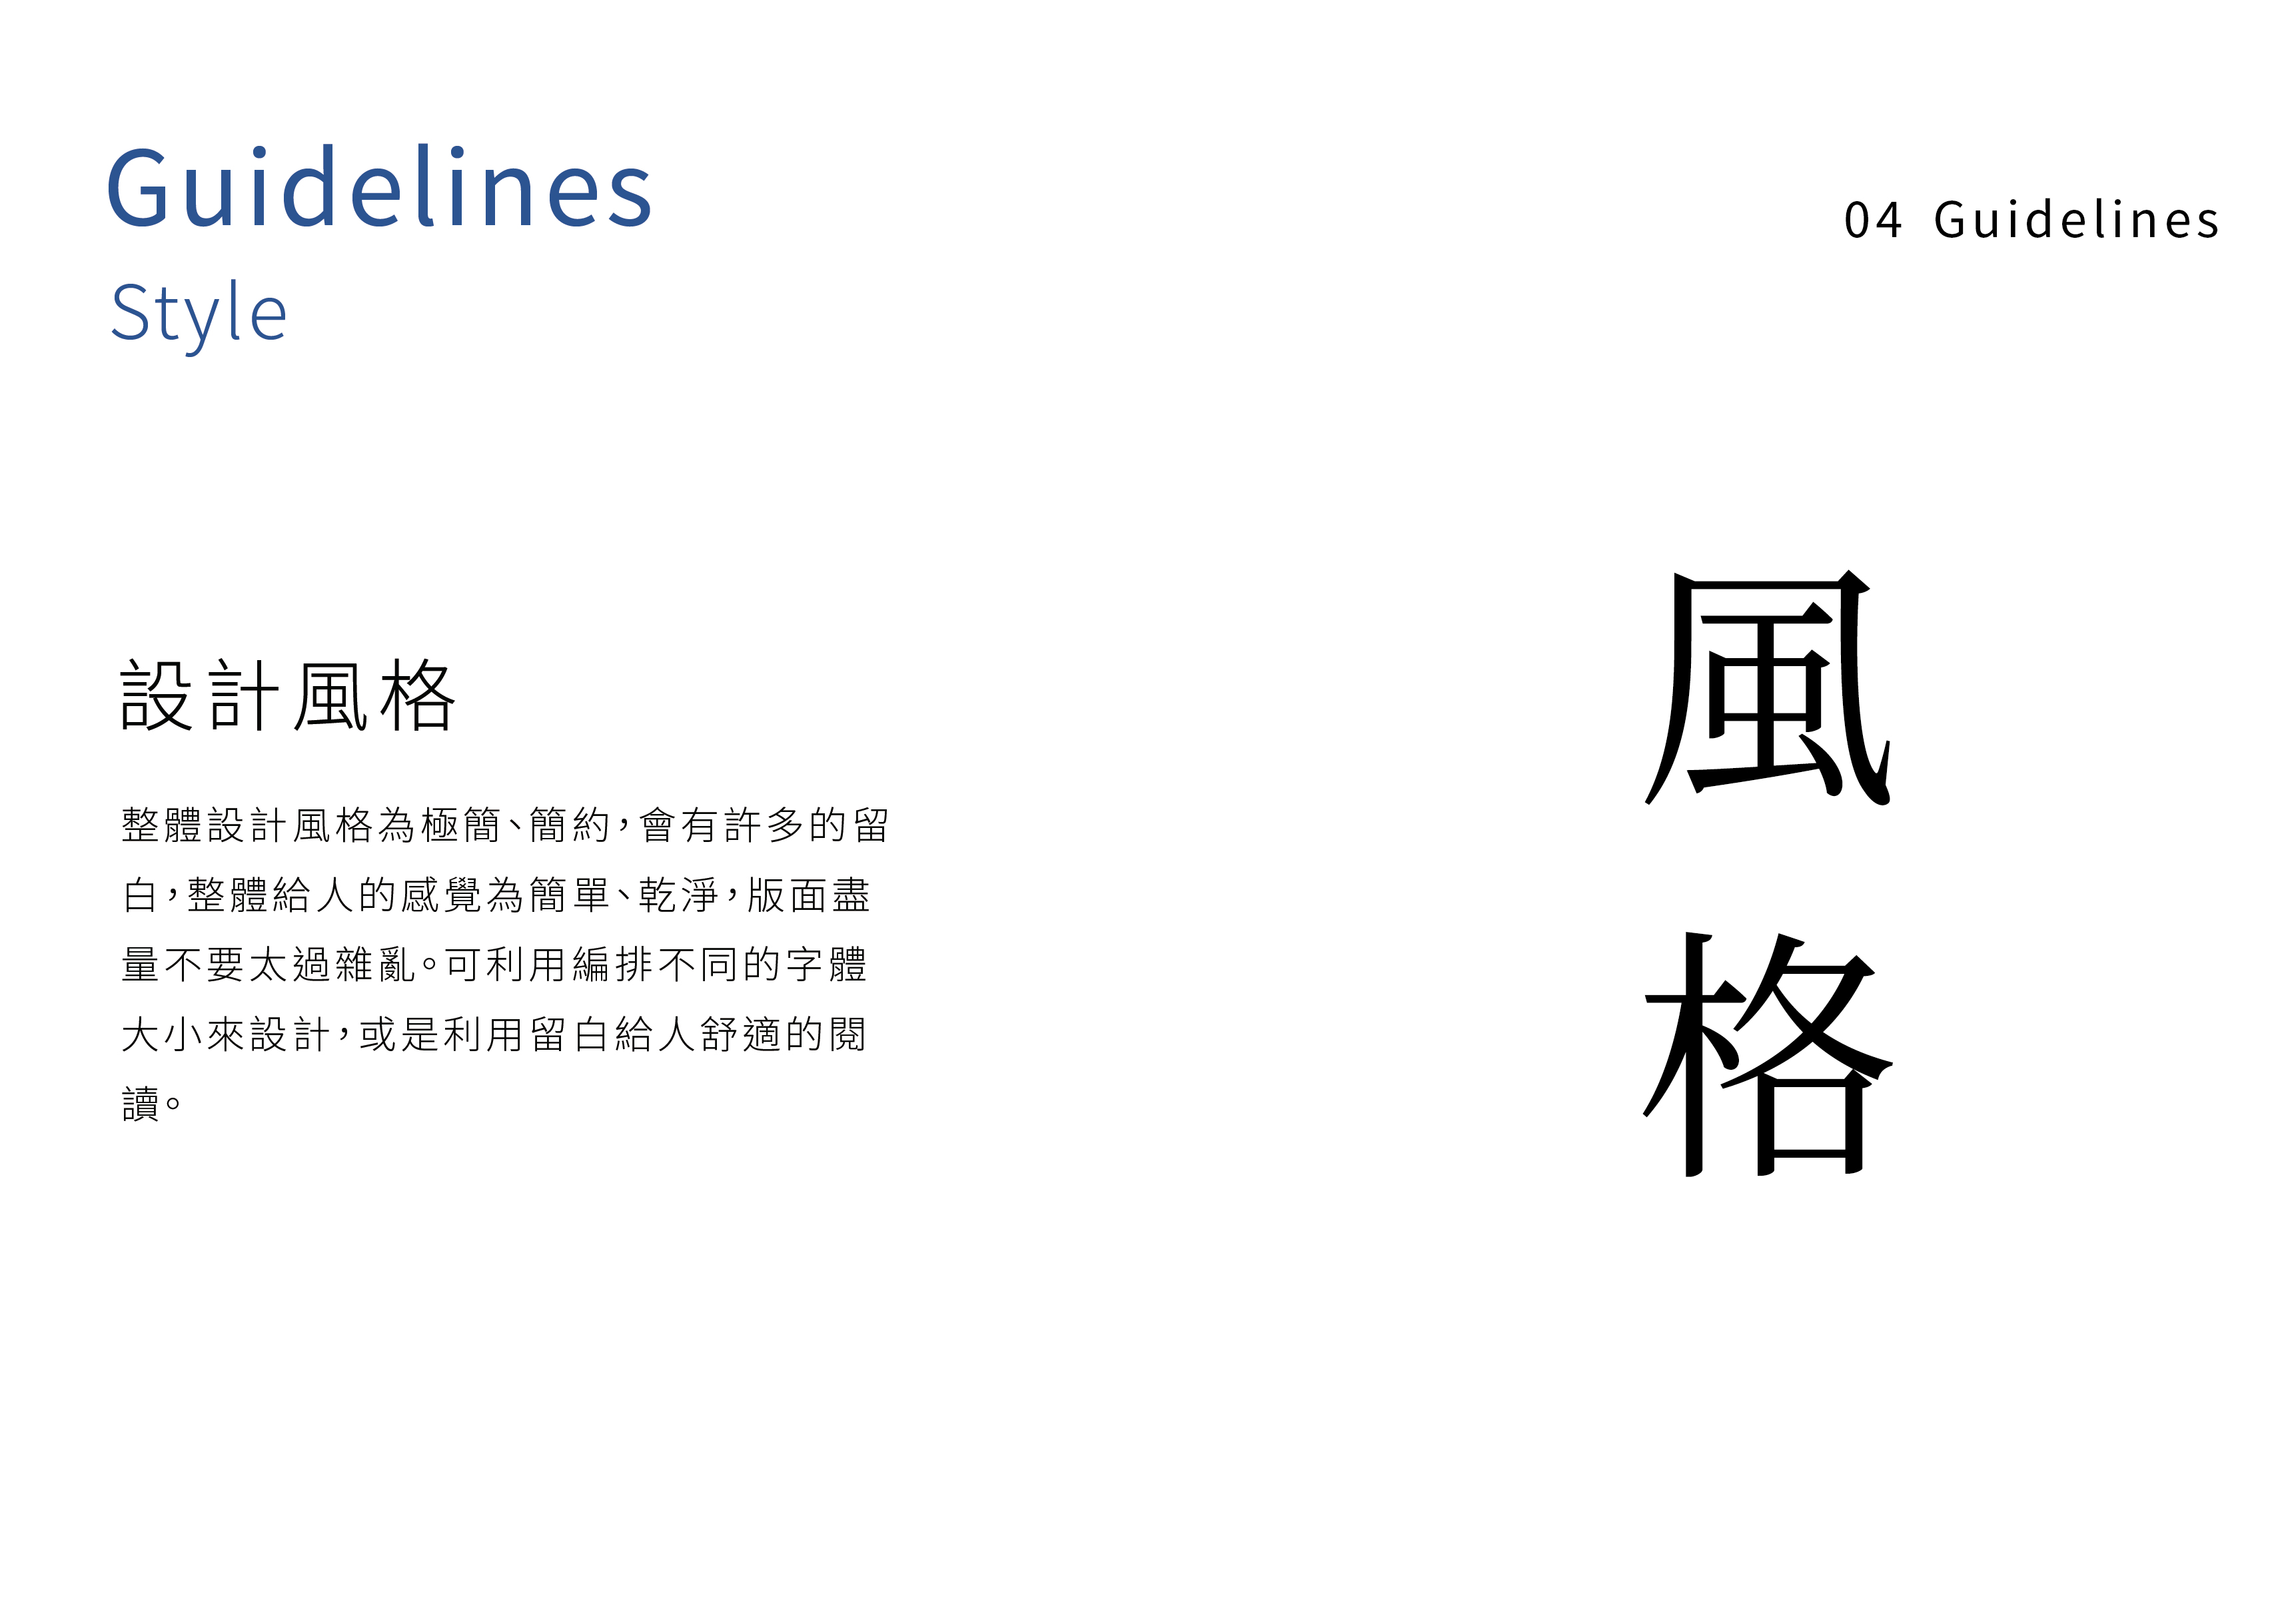 Guidelines
Style
04 Guidelines
設計風格
整體設計風格為極簡、簡約,會有許多的留
白,整體給人的感覺為簡單、乾淨,版面盡
量不要太過雜亂。可利用編排不同的字體
大小來設計,或是利用留白給人舒適的閱
讀。
風
格